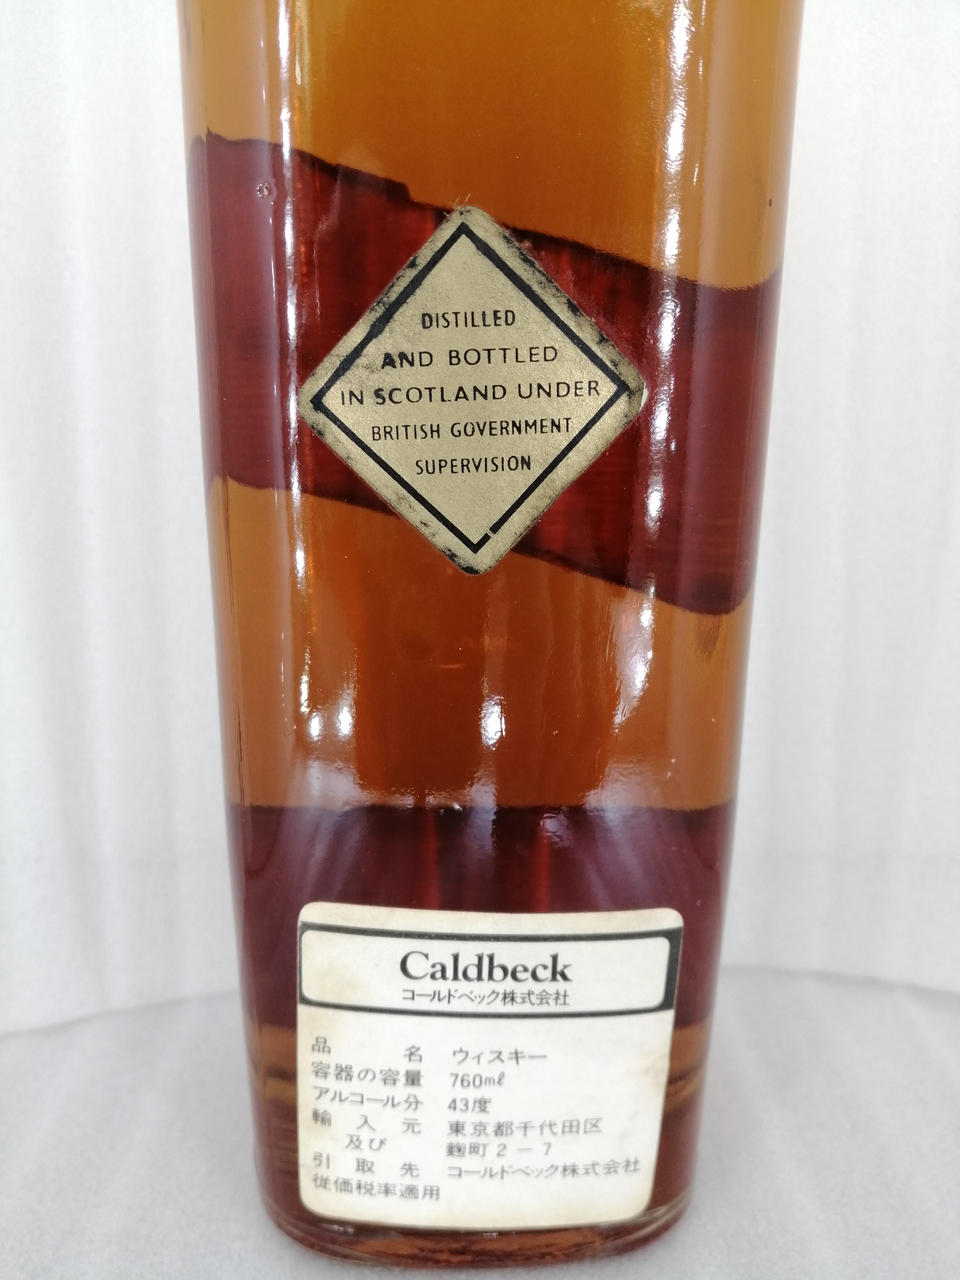 DISTILLED
AND BOTTLED
IN SCOTLAND UNDER
BRITISH GOVERNMENT
SUPERVISION
Caldbeck
コールドベック株式会社
品名 ウィスキー
容器の容量 760mℓ
アルコール分 43度
輸入元 東京都千代田区
及び 麹町2－7
引取先 コールドベック株式会社
従価税率適用